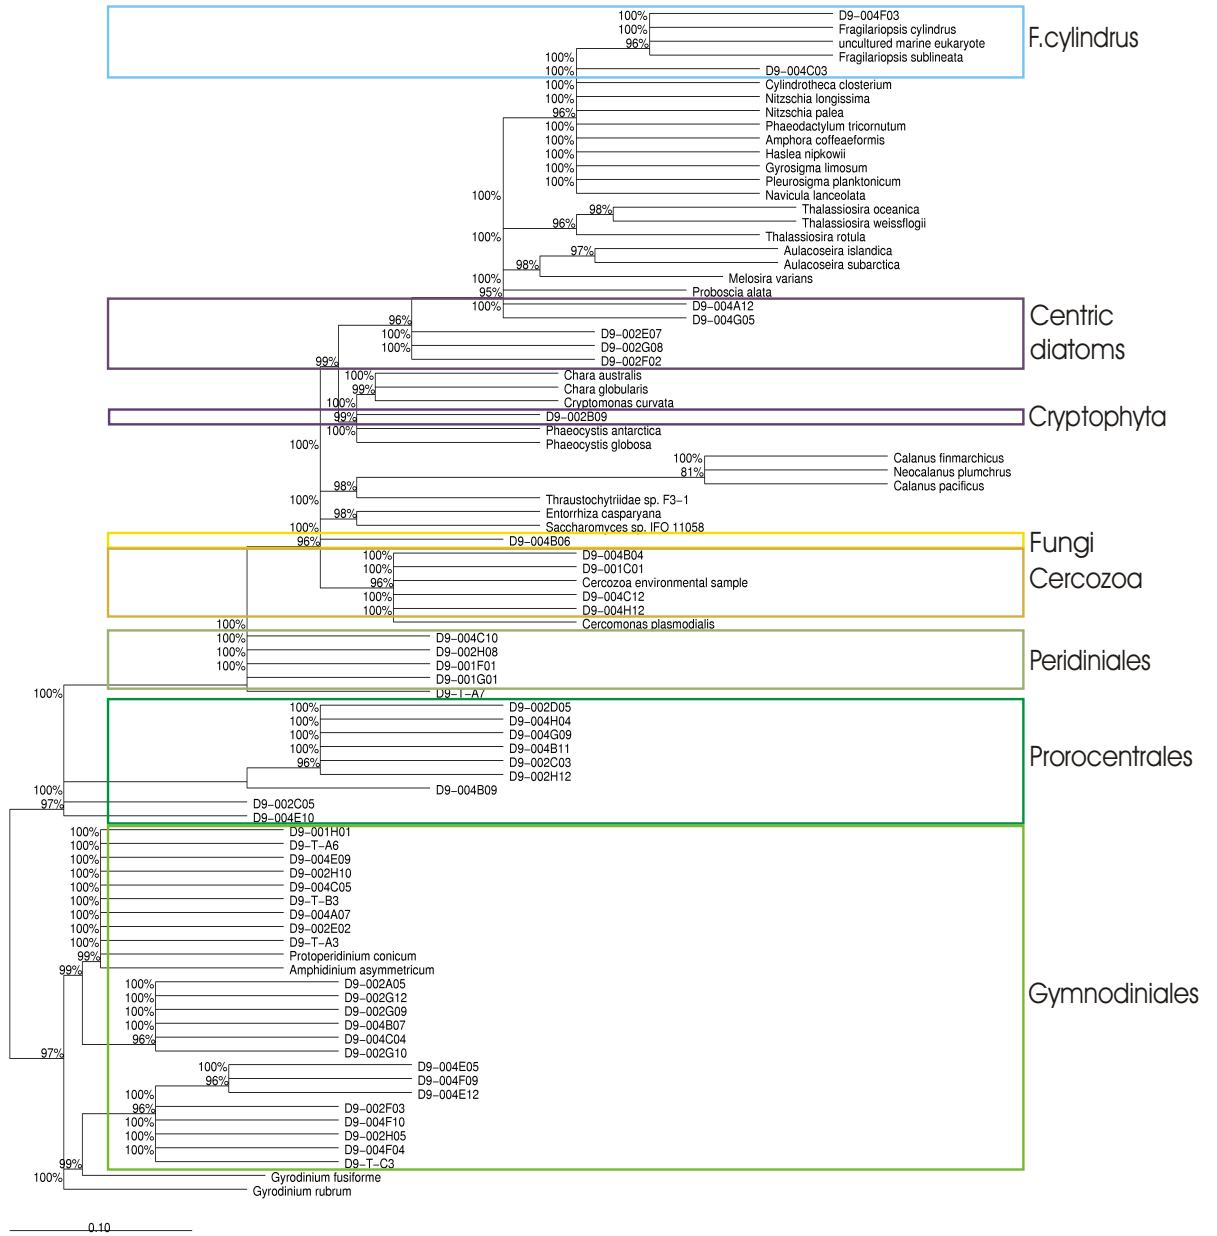 100%
D9–004F03
100%
Fragilariopsis cylindrus
96%
uncultured marine eukaryote
Fragilariopsis sublineata
F.cylindrus
100%
100%
D9–004C03
100%
Cylindrotheca closterium
100%
Nitzschia longissima
96%
Nitzschia palea
100%
Phaeodactylum tricornutum
100%
Amphora coffeaeformis
100%
Haslea nipkowii
100%
Gyrosigma limosum
100%
Pleurosigma planktonicum
100%
Navicula lanceolata
98%
Thalassiosira oceanica
96%
Thalassiosira weissflogii
100%
Thalassiosira rotula
97%
Aulacoseira islandica
98%
Aulacoseira subarctica
100%
Melosira varians
95%
Proboscia alata
100%
D9–004A12
D9–004G05
Centric
diatoms
96%
100%
D9–002E07
100%
D9–002G08
D9–002F02
99%
100%
Chara australis
99%
Chara globularis
100%
Cryptomonas curvata
99%
D9–002B09
Cryptophyta
100%
Phaeocystis antarctica
100%
Phaeocystis globosa
100%
Calanus finmarchicus
81%
Neocalanus plumchrus
98%
Calanus pacificus
100%
Thraustochytriidae sp. F3–1
98%
Entorrhiza casparyana
100%
Saccharomyces sp. IFO 11058
96%
D9–004B06
Fungi
100%
D9–004B04
100%
D9–001C01
96%
Cercozoa environmental sample
Cercozoa
100%
D9–004C12
100%
D9–004H12
100%
Cercomonas plasmodialis
100%
D9–004C10
100%
D9–002H08
100%
D9–001F01
Peridiniales
D9–001G01
100%
D9–T–A7
100%
D9–002D05
100%
D9–004H04
100%
D9–004G09
100%
D9–004B11
96%
D9–002C03
Prorocentrales
D9–002H12
100%
D9–004B09
97%
D9–002C05
D9–004E10
100%
D9–001H01
100%
D9–T–A6
100%
D9–004E09
100%
D9–002H10
100%
D9–004C05
100%
D9–T–B3
100%
D9–004A07
100%
D9–002E02
100%
D9–T–A3
99%
Protoperidinium conicum
99%
Amphidinium asymmetricum
100%
D9–002A05
100%
D9–002G12
Gymnodiniales
100%
D9–002G09
100%
D9–004B07
96%
D9–004C04
97%
D9–002G10
100%
D9–004E05
96%
D9–004F09
100%
D9–004E12
96%
D9–002F03
100%
D9–004F10
100%
D9–002H05
100%
D9–004F04
99%
D9–T–C3
100%
Gyrodinium fusiforme
Gyrodinium rubrum
0.10